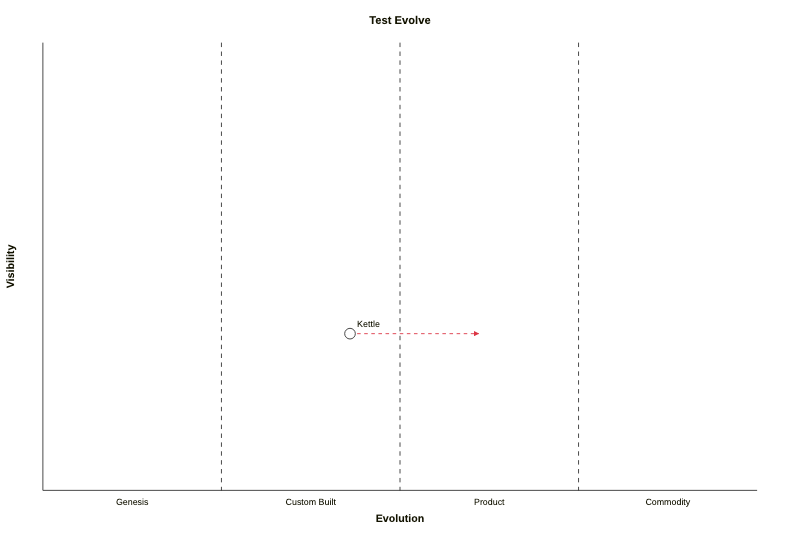 Test Evolve
Visibility
Kettle
Genesis
Custom Built
Product
Commodity
Evolution